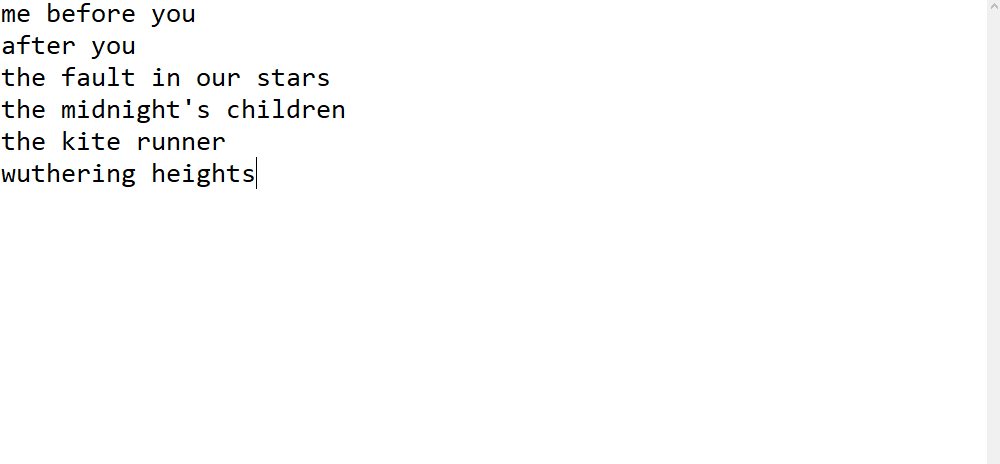 me before you
after you
the fault in our stars
the midnight's children
the kite runner
wuthering heights